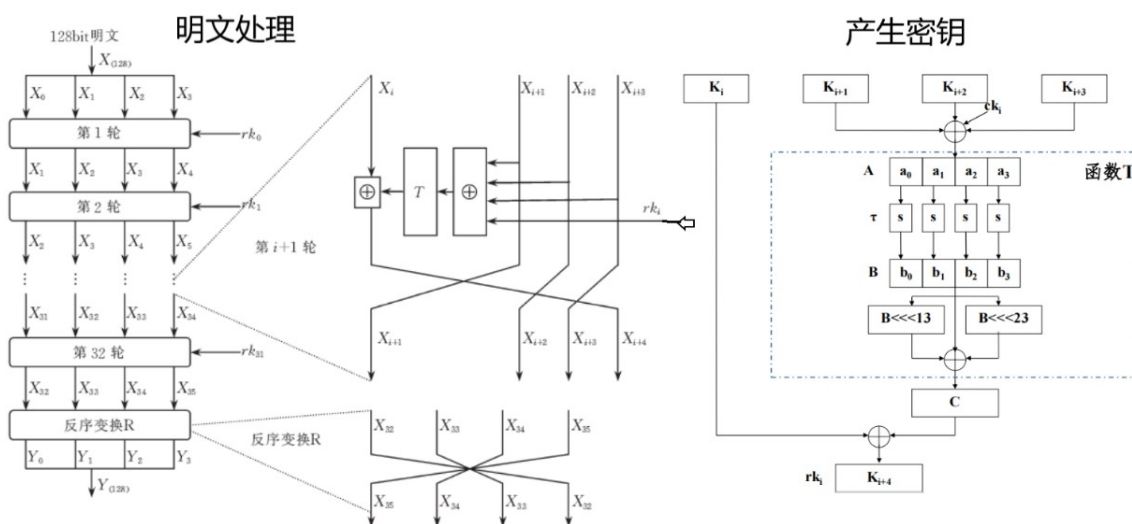 明文处理
128bit明文
X(128)
X0 X1 X2 X3
第1轮
rk0
X1 X2 X3 X4
第2轮
rk1
X2 X3 X4 X5
⋮ ⋮ ⋮ ⋮
X31 X32 X33 X34
第32轮
rk31
X32 X33 X34 X35
反序变换R
Y0 Y1 Y2 Y3
Y(128)
Xi Xi+1 Xi+2 Xi+3
⊕ T ⊕
rki
第i+1轮
Xi+1 Xi+2 Xi+3 Xi+4
X32 X33 X34 X35
反序变换R
X35 X34 X33 X32
产生密钥
Ki Ki+1 Ki+2 Ki+3
cki
函数T
A a0 a1 a2 a3
τ s s s s
B b0 b1 b2 b3
B<<<13 B<<<23
C
rki Ki+4